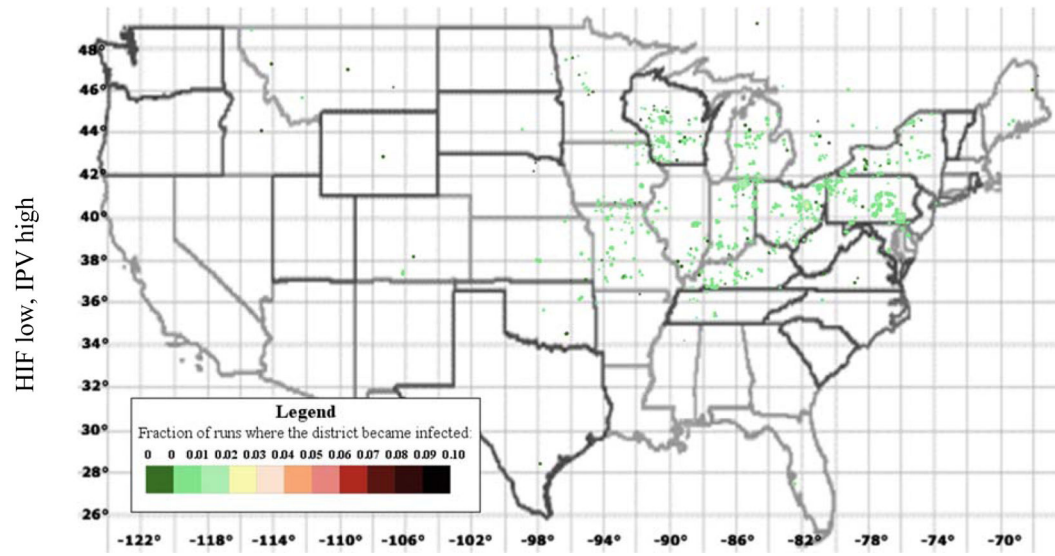 HIF low, IPV high
48°
46°
44°
42°
40°
38°
36°
34°
32°
30°
28°
26°
Legend
Fraction of runs where the district became infected:
0 0 0.01 0.02 0.03 0.04 0.05 0.06 0.07 0.08 0.09 0.10
-122° -118° -114° -110° -106° -102° -98° -94° -90° -86° -82° -78° -74° -70°